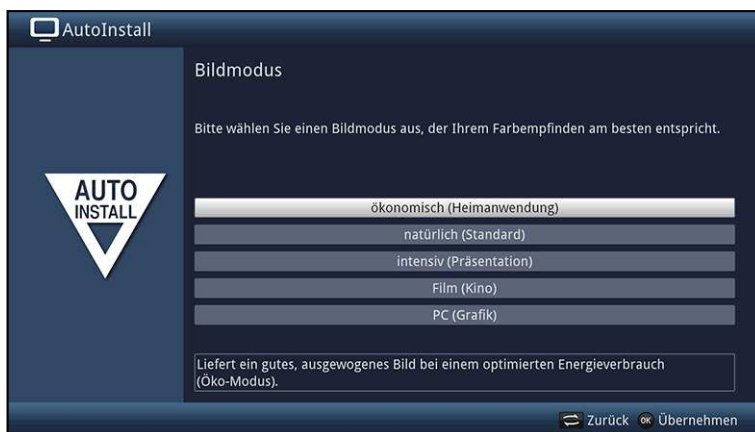 AutoInstall
Bildmodus
Bitte wählen Sie einen Bildmodus aus, der Ihrem Farbempfinden am besten entspricht.
AUTO
INSTALL
ökonomisch (Heimanwendung)
natürlich (Standard)
intensiv (Präsentation)
Film (Kino)
PC (Grafik)
Liefert ein gutes, ausgewogenes Bild bei einem optimierten Energieverbrauch
(Öko-Modus).
Zurück OK Übernehmen